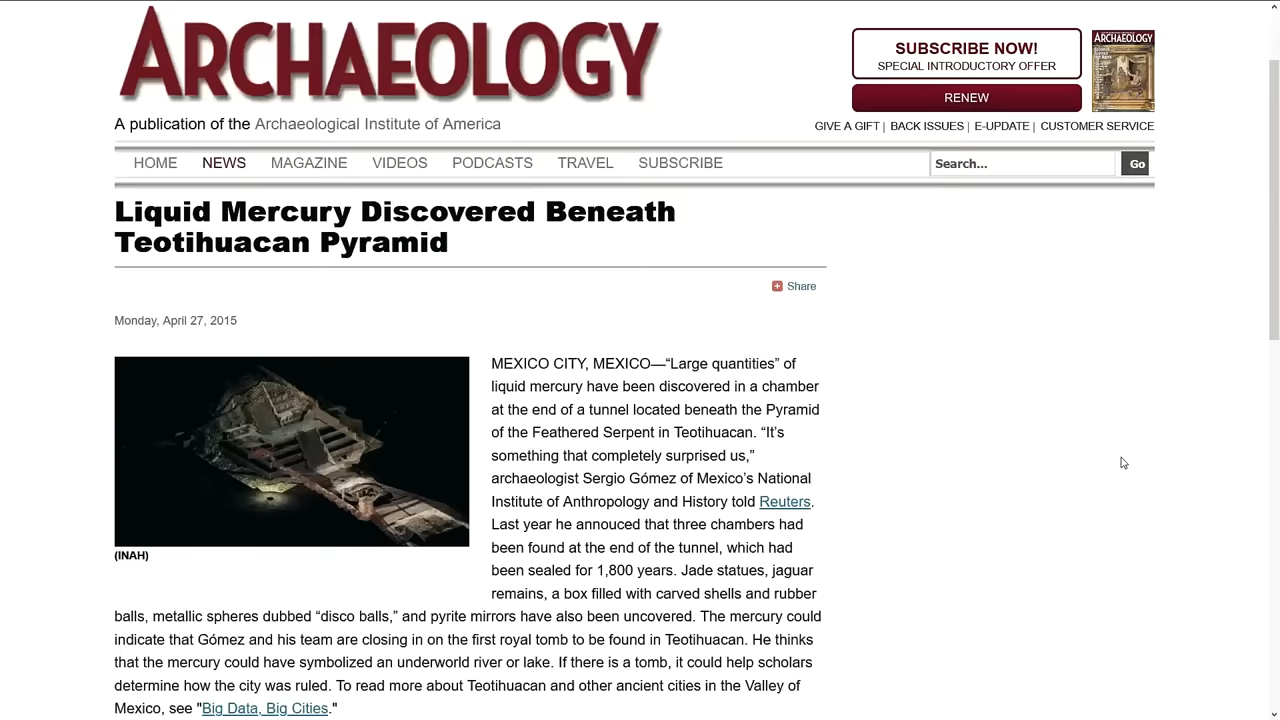 ARCHAEOLOGY
SUBSCRIBE NOW!
SPECIAL INTRODUCTORY OFFER
RENEW
ARCHAEOLOGY
A publication of the Archaeological Institute of America
GIVE A GIFT | BACK ISSUES | E-UPDATE | CUSTOMER SERVICE
HOME NEWS MAGAZINE VIDEOS PODCASTS TRAVEL SUBSCRIBE
Search...
Go
Liquid Mercury Discovered Beneath
Teotihuacan Pyramid
Share
Monday, April 27, 2015
(INAH)
MEXICO CITY, MEXICO—“Large quantities” of
liquid mercury have been discovered in a chamber
at the end of a tunnel located beneath the Pyramid
of the Feathered Serpent in Teotihuacan. “It’s
something that completely surprised us,”
archaeologist Sergio Gómez of Mexico’s National
Institute of Anthropology and History told Reuters.
Last year he annouced that three chambers had
been found at the end of the tunnel, which had
been sealed for 1,800 years. Jade statues, jaguar
remains, a box filled with carved shells and rubber
balls, metallic spheres dubbed “disco balls,” and pyrite mirrors have also been uncovered. The mercury could
indicate that Gómez and his team are closing in on the first royal tomb to be found in Teotihuacan. He thinks
that the mercury could have symbolized an underworld river or lake. If there is a tomb, it could help scholars
determine how the city was ruled. To read more about Teotihuacan and other ancient cities in the Valley of
Mexico, see "Big Data, Big Cities."